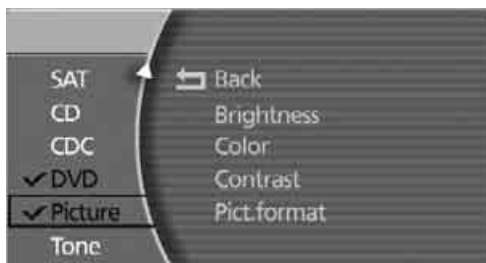 SAT
CD
CDC
DVD
Picture
Tone
Back
Brightness
Color
Contrast
Pict.format